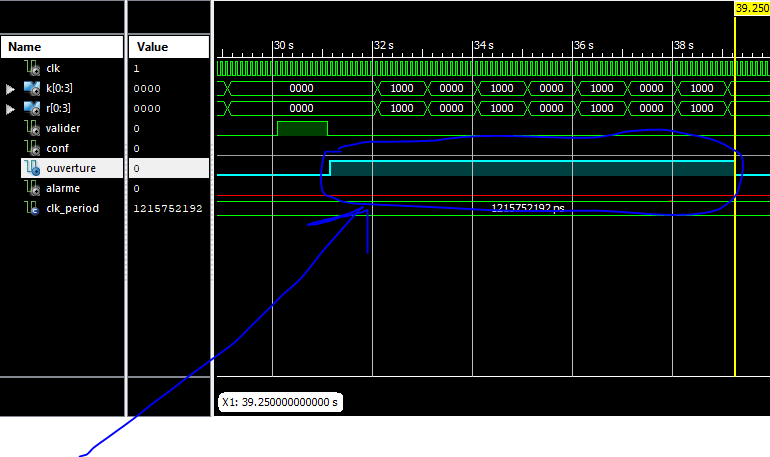 39.250
Name Value 30 s 32 s 34 s 36 s 38 s
clk 1
k[0:3] 0000 0000 1000 0000 1000 0000 1000 0000 1000
r[0:3] 0000 0000 1000 0000 1000 0000 1000 0000 1000
valider 0
conf 0
ouverture 0
alarme 0
clk_period 1215752192 1215752192 ps
X1: 39.250000000000 s